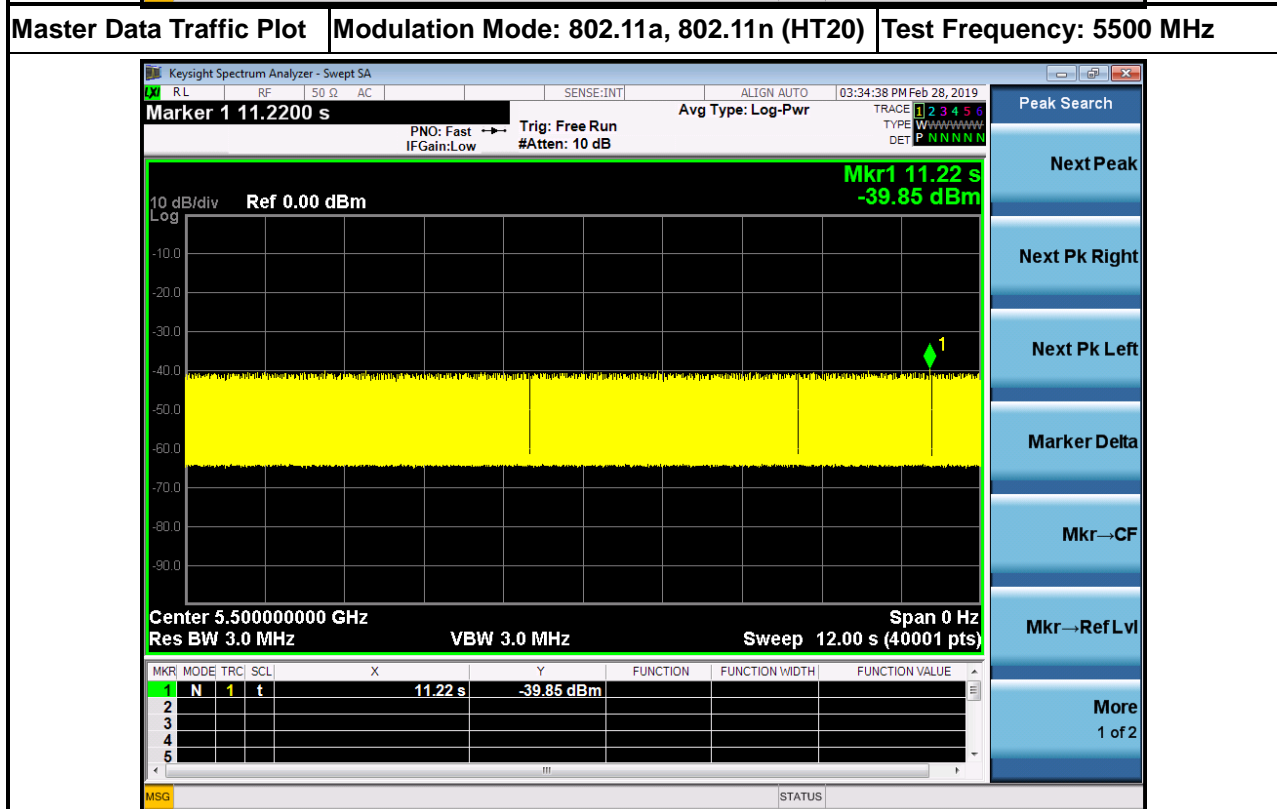 Master Data Traffic Plot Modulation Mode: 802.11a, 802.11n (HT20) Test Frequency: 5500 MHz
Keysight Spectrum Analyzer - Swept SA
LXI RL RF 50 Ω AC SENSE:INT ALIGN AUTO 03:34:38 PM Feb 28, 2019
Marker 1 11.2200 s
PNO: Fast
IFGain:Low
Trig: Free Run
#Atten: 10 dB
Avg Type: Log-Pwr
TRACE 1 2 3 4 5 6
TYPE WWWWWW
DET P N N N N N
Peak Search
Next Peak
Next Pk Right
Next Pk Left
Marker Delta
Mkr→CF
Mkr→Ref Lvl
More
1 of 2
Mkr1 11.22 s
-39.85 dBm
10 dB/div Ref 0.00 dBm
Log
-10.0
-20.0
-30.0
-40.0
-50.0
-60.0
-70.0
-80.0
-90.0
1
Center 5.500000000 GHz Span 0 Hz
Res BW 3.0 MHz VBW 3.0 MHz Sweep 12.00 s (40001 pts)
MKR MODE TRC SCL X Y FUNCTION FUNCTION WIDTH FUNCTION VALUE
1 N 1 t 11.22 s -39.85 dBm
2
3
4
5
MSG STATUS